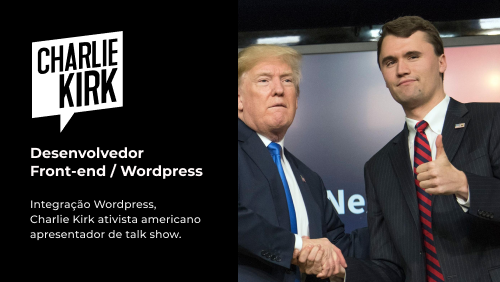 CHARLIE
KIRK
Desenvolvedor
Front-end / Wordpress
Integração Wordpress,
Charlie Kirk ativista americano
apresentador de talk show.
Ne